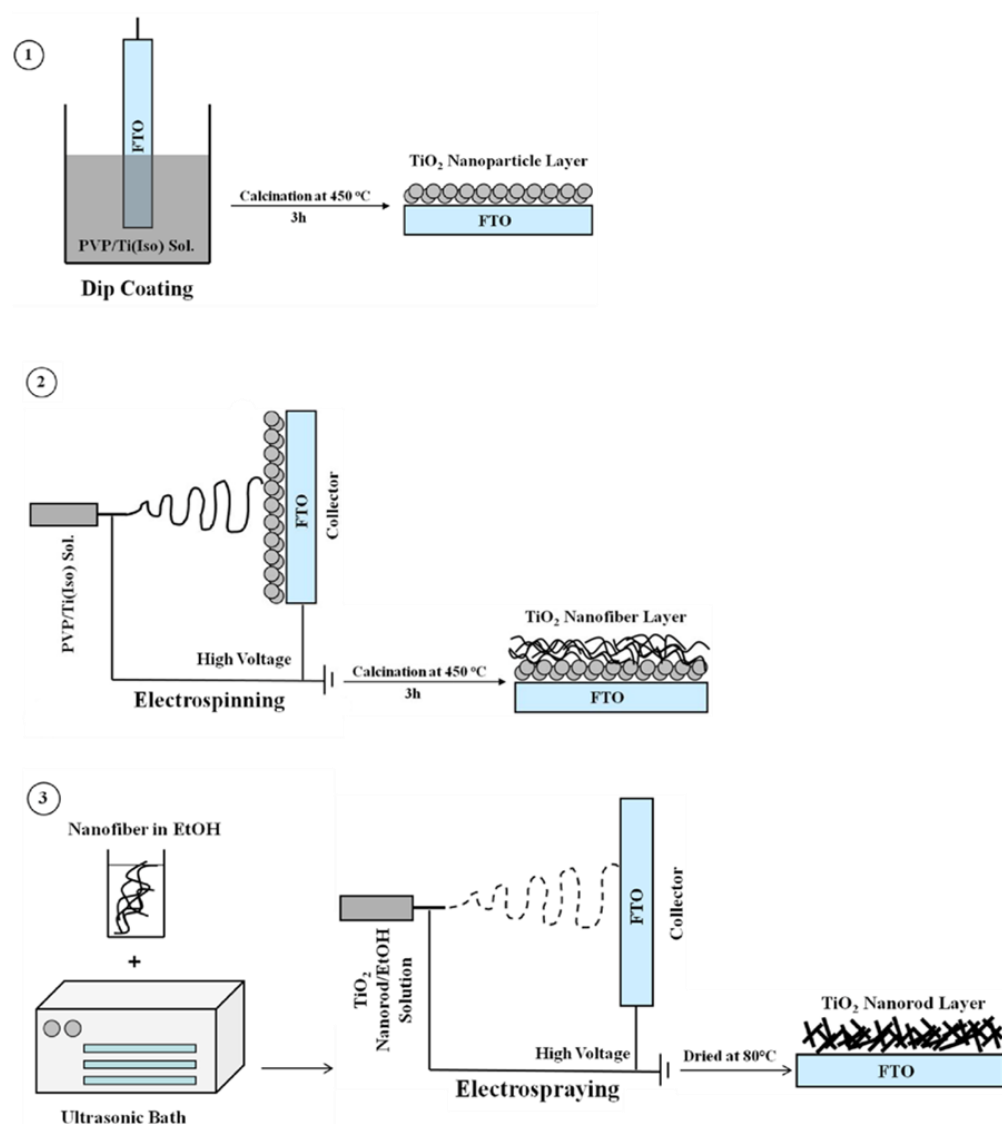 1
FTO
PVP/Ti(Iso) Sol.
Dip Coating
Calcination at 450 °C
3h
TiO₂ Nanoparticle Layer
FTO
2
PVP/Ti(Iso) Sol.
FTO
Collector
High Voltage
Electrospinning
Calcination at 450 °C
3h
TiO₂ Nanofiber Layer
FTO
3
Nanofiber in EtOH
+
Ultrasonic Bath
TiO₂
Nanorod/EtOH
Solution
FTO
Collector
High Voltage
Electrospraying
Dried at 80°C
TiO₂ Nanorod Layer
FTO